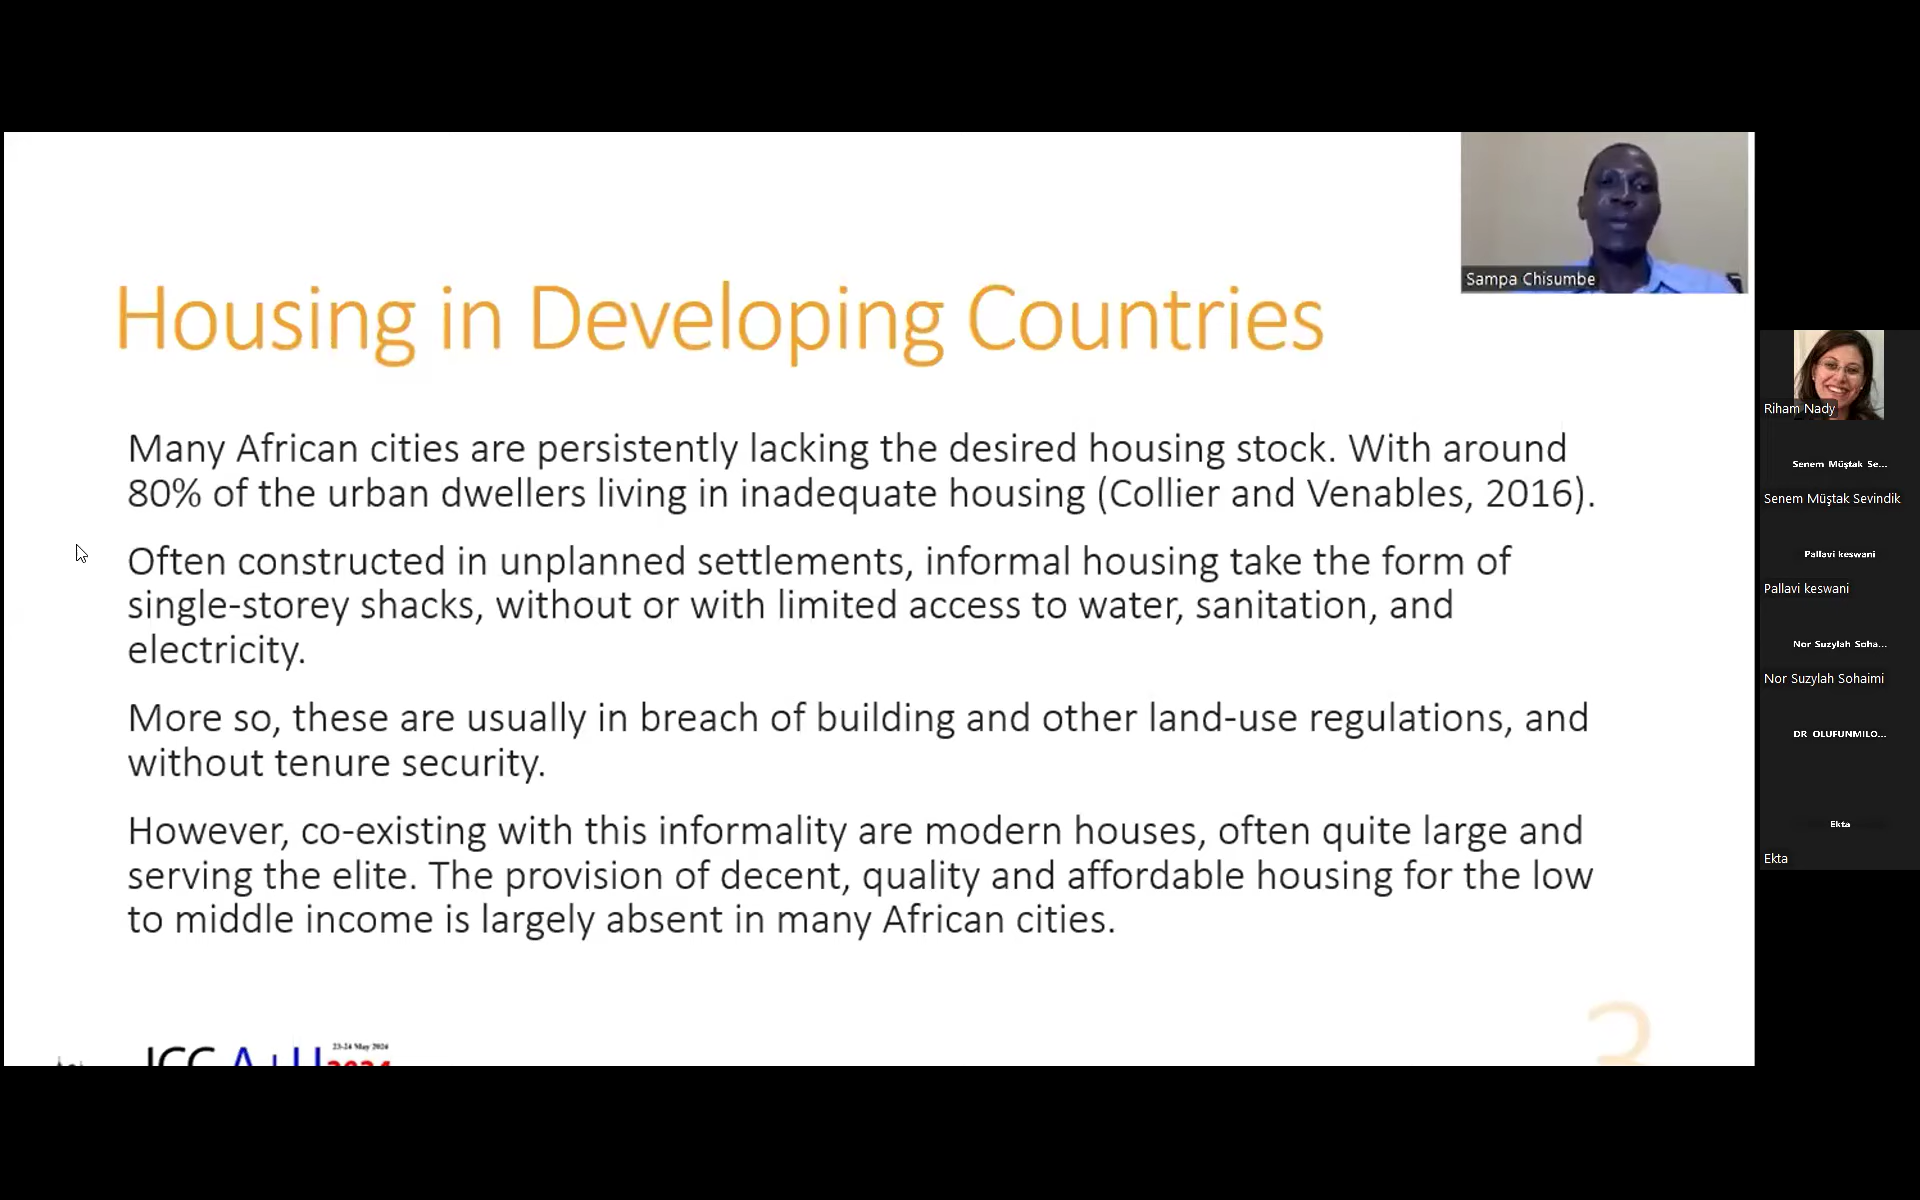 Sampa Chisumbe
Housing in Developing Countries
Many African cities are persistently lacking the desired housing stock. With around
80% of the urban dwellers living in inadequate housing (Collier and Venables, 2016).
Often constructed in unplanned settlements, informal housing take the form of
single-storey shacks, without or with limited access to water, sanitation, and
electricity.
More so, these are usually in breach of building and other land-use regulations, and
without tenure security.
However, co-existing with this informality are modern houses, often quite large and
serving the elite. The provision of decent, quality and affordable housing for the low
to middle income is largely absent in many African cities.
23-24 May 2024
ICC A+U 2024
3
Riham Nady
Senem Müştak Se...
Senem Müştak Sevindik
Pallavi keswani
Pallavi keswani
Nor Suzylah Soha...
Nor Suzylah Sohaimi
DR OLUFUNMILO...
Ekta
Ekta